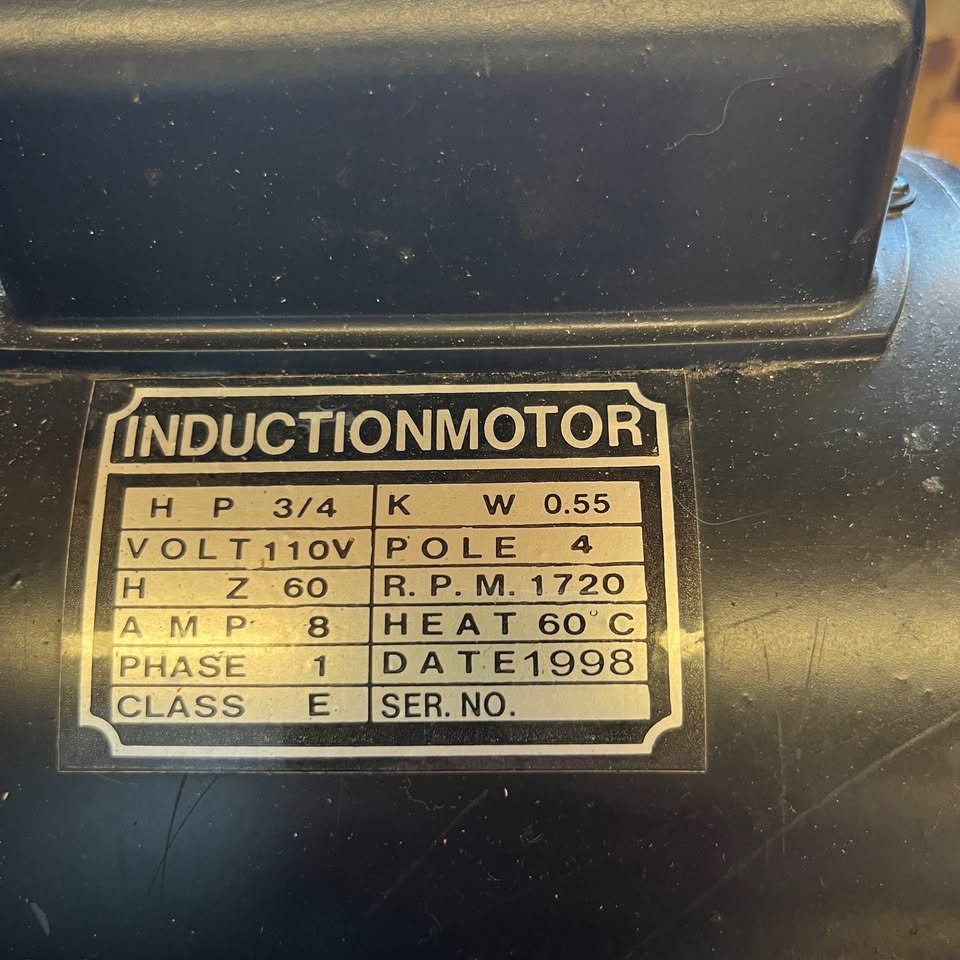 INDUCTIONMOTOR
H P 3/4 K W 0.55
VOLT 110V POLE 4
H Z 60 R.P.M. 1720
AMP 8 HEAT 60°C
PHASE 1 DATE 1998
CLASS E SER. NO.